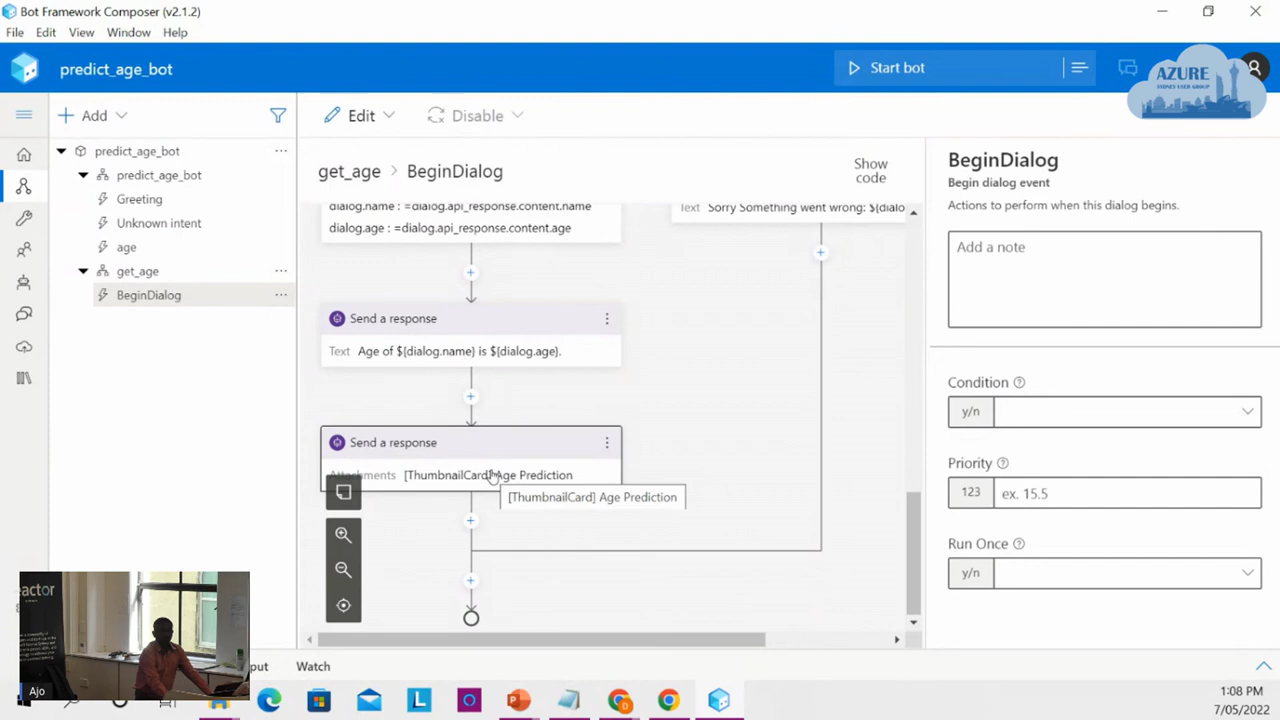 Bot Framework Composer (v2.1.2)
File Edit View Window Help
predict_age_bot
Start bot
AZURE
SYDNEY USER GROUP
Add
Edit
Disable
predict_age_bot
predict_age_bot
Greeting
Unknown intent
age
get_age
BeginDialog
get_age > BeginDialog
Show
code
dialog.name : =dialog.api_response.content.name
dialog.age : =dialog.api_response.content.age
Text Sorry Something went wrong: ${dialo
Send a response
Text Age of ${dialog.name} is ${dialog.age}.
Send a response
Attachments [ThumbnailCard] Age Prediction
[ThumbnailCard] Age Prediction
BeginDialog
Begin dialog event
Actions to perform when this dialog begins.
Add a note
Condition
y/n
Priority
123 ex. 15.5
Run Once
y/n
put Watch
eactor
Ajo
1:08 PM
7/05/2022